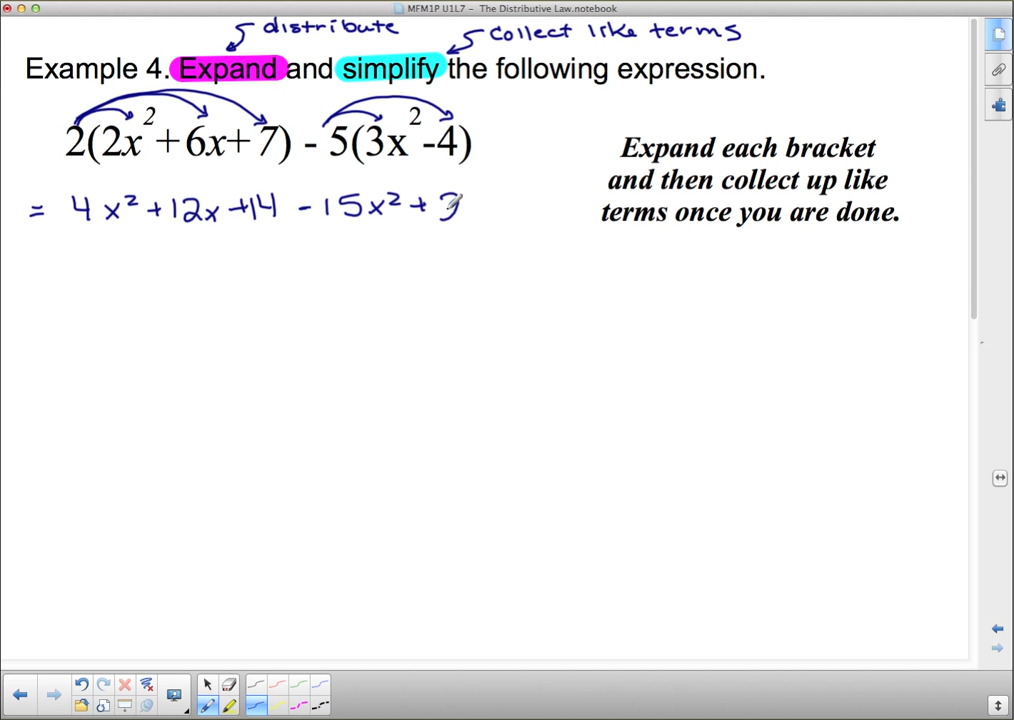 MFM1P U1L7 – The Distributive Law.notebook
distribute
collect like terms
Example 4. Expand and simplify the following expression.
2(2x²+6x+7) - 5(3x²-4)
Expand each bracket
and then collect up like
terms once you are done.
= 4x²+12x+14 -15x²+